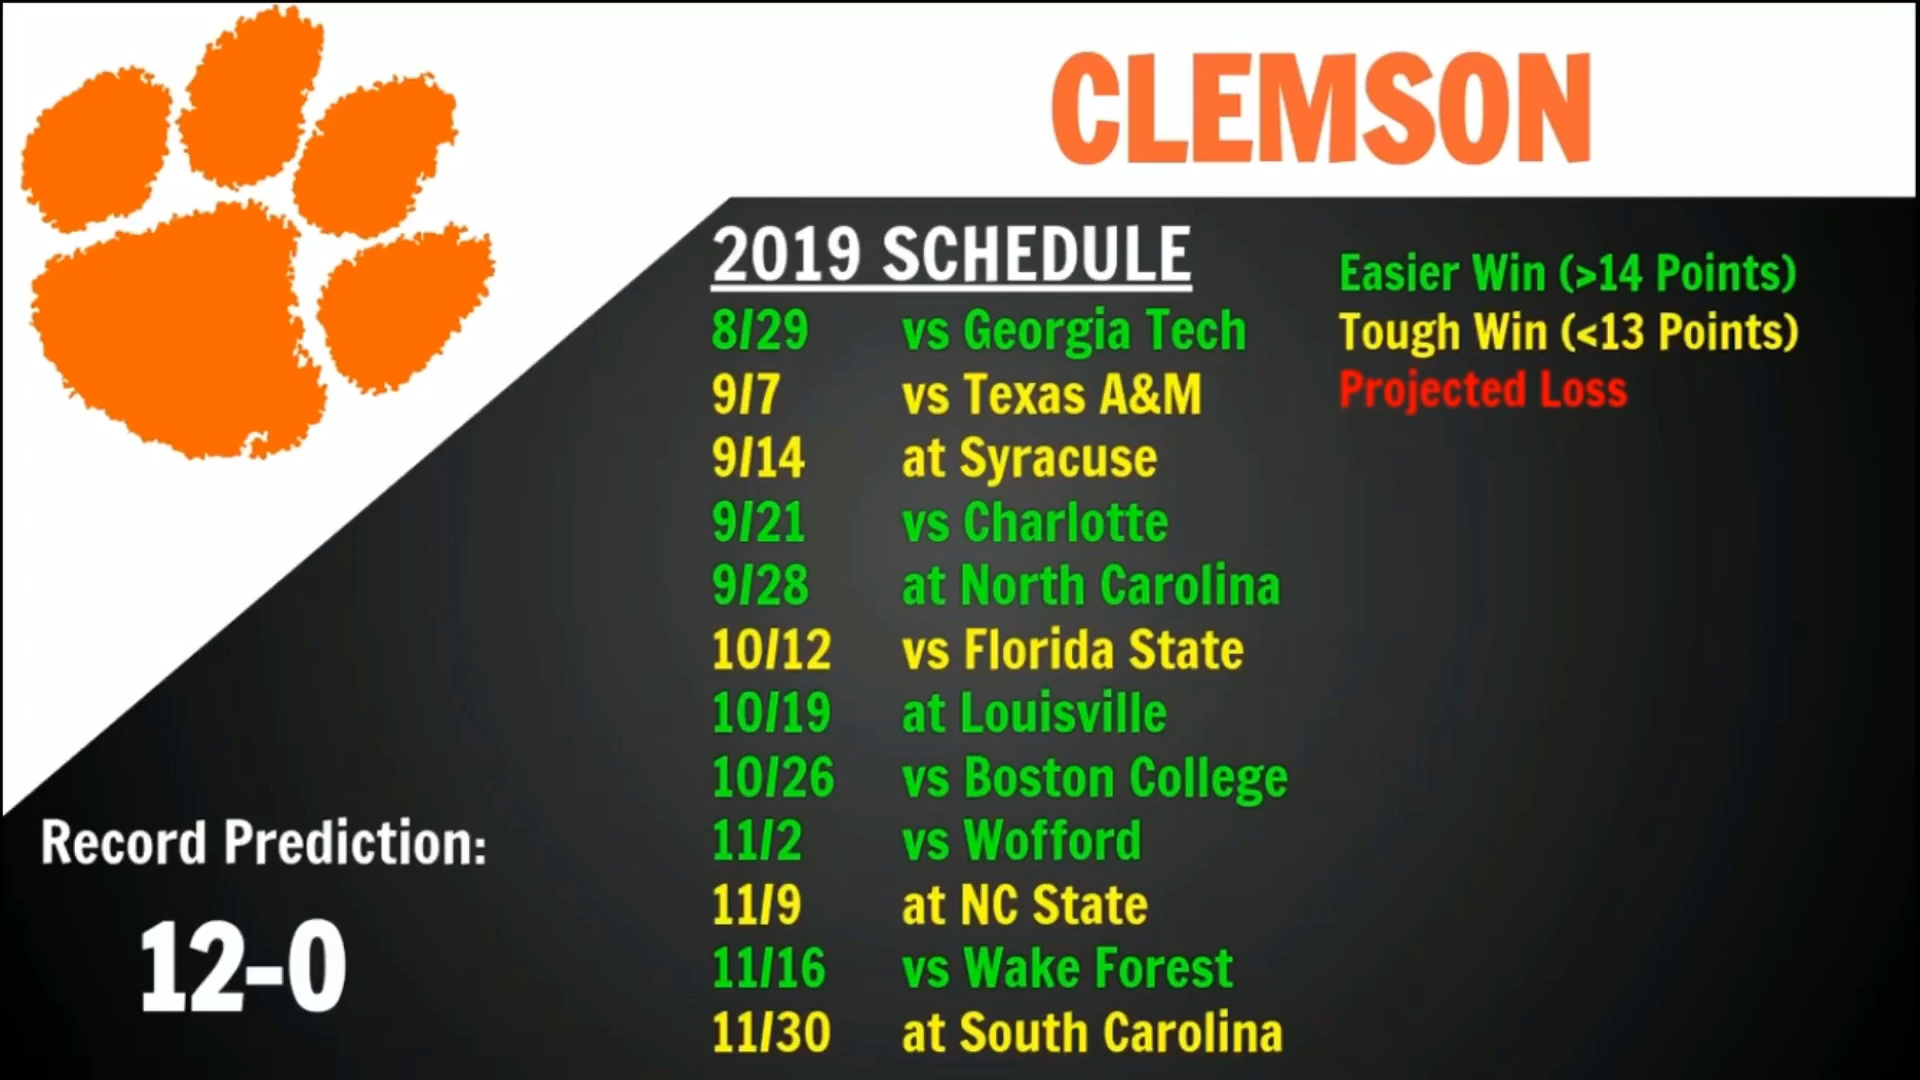 CLEMSON
2019 SCHEDULE
8/29 vs Georgia Tech
9/7 vs Texas A&M
9/14 at Syracuse
9/21 vs Charlotte
9/28 at North Carolina
10/12 vs Florida State
10/19 at Louisville
10/26 vs Boston College
11/2 vs Wofford
11/9 at NC State
11/16 vs Wake Forest
11/30 at South Carolina
Easier Win (>14 Points)
Tough Win (<13 Points)
Projected Loss
Record Prediction:
12-0